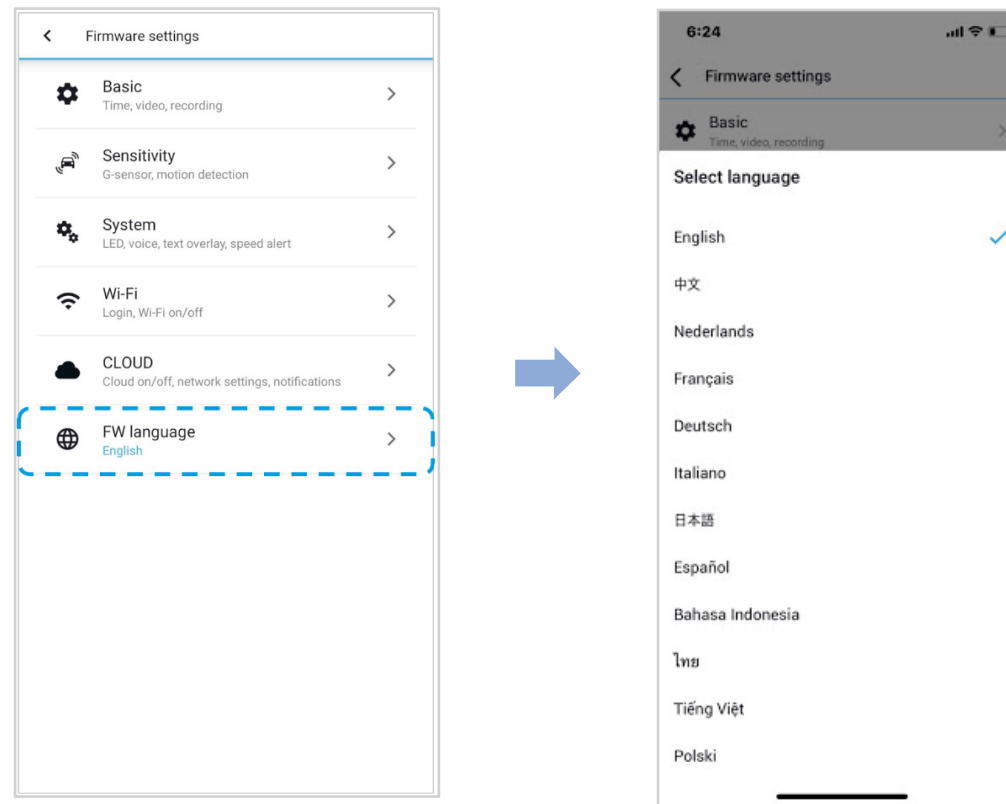 Firmware settings
Basic
Time, video, recording
Sensitivity
G-sensor, motion detection
System
LED, voice, text overlay, speed alert
Wi-Fi
Login, Wi-Fi on/off
CLOUD
Cloud on/off, network settings, notifications
FW language
English
6:24
Firmware settings
Basic
Time, video, recording
Select language
English
中文
Nederlands
Français
Deutsch
Italiano
日本語
Español
Bahasa Indonesia
ไทย
Tiếng Việt
Polski